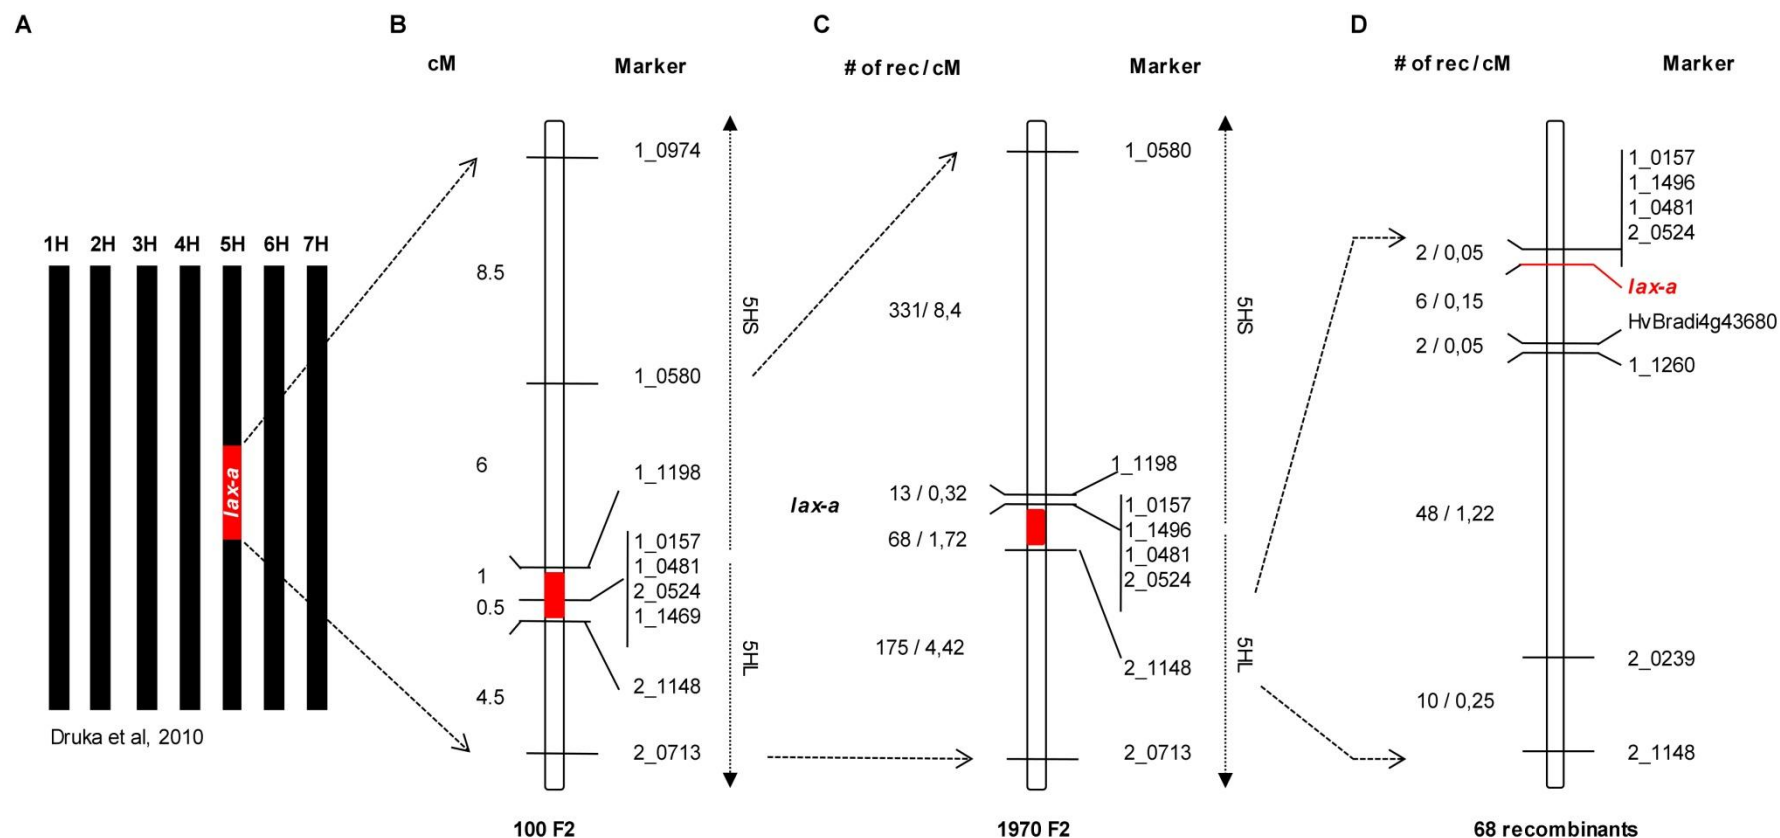 A
1H 2H 3H 4H 5H 6H 7H
lax-a
Druka et al, 2010
B
cM
Marker
1_0974
8.5
1_0580
6
1_1198
1_0157
1
1_0481
0.5
2_0524
1_1469
2_1148
4.5
2_0713
5HS
5HL
100 F2
C
# of rec / cM
Marker
1_0580
331/ 8,4
1_1198
13 / 0,32
lax-a
1_0157
1_1496
68 / 1,72
1_0481
2_0524
175 / 4,42
2_1148
2_0713
5HS
5HL
1970 F2
D
# of rec / cM
Marker
1_0157
1_1496
1_0481
2_0524
2 / 0,05
lax-a
6 / 0,15
HvBradi4g43680
2 / 0,05
1_1260
48 / 1,22
2_0239
10 / 0,25
2_1148
68 recombinants